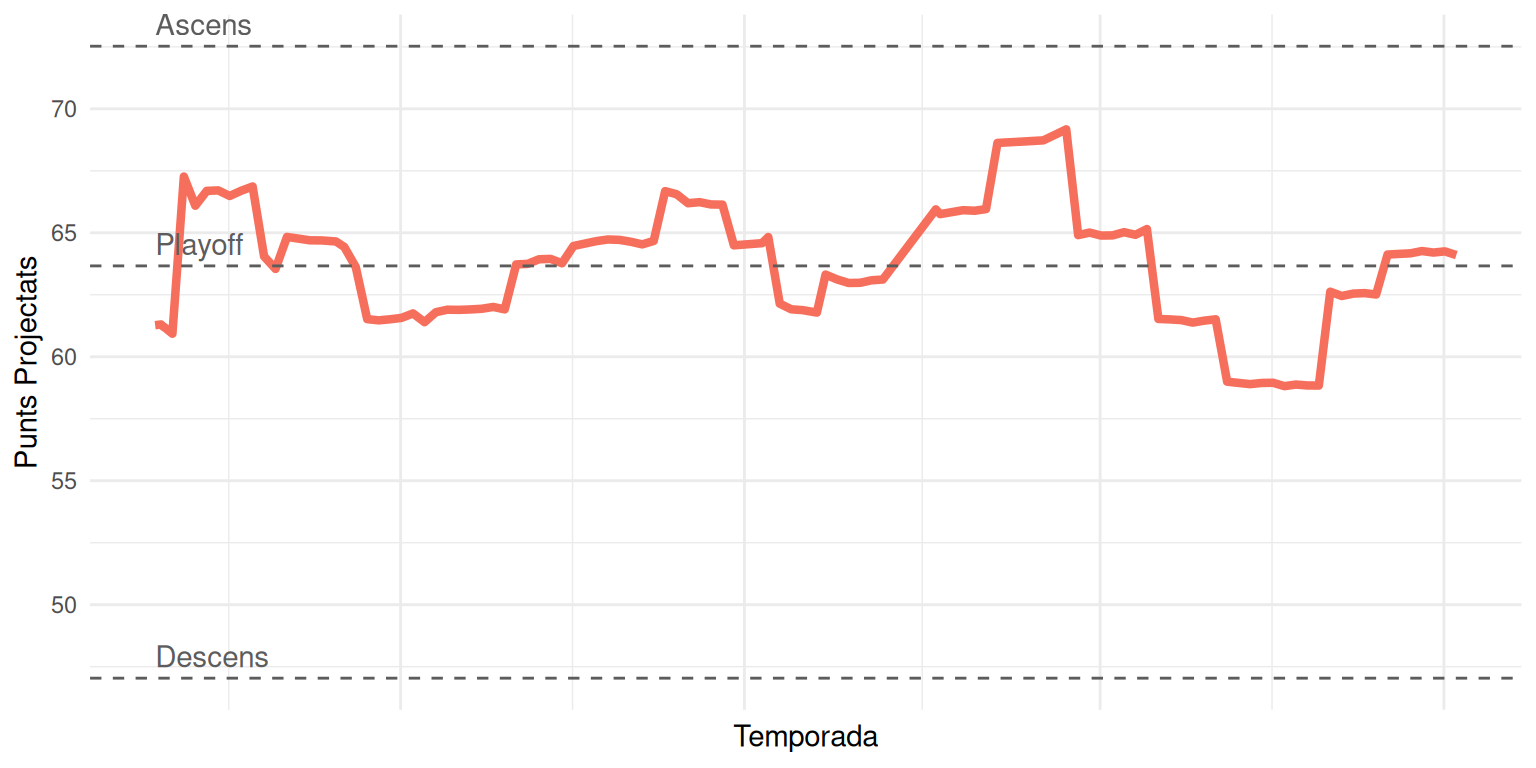 Ascens
70
65
Playoff
60
55
50
Descens
Punts Projectats
Temporada